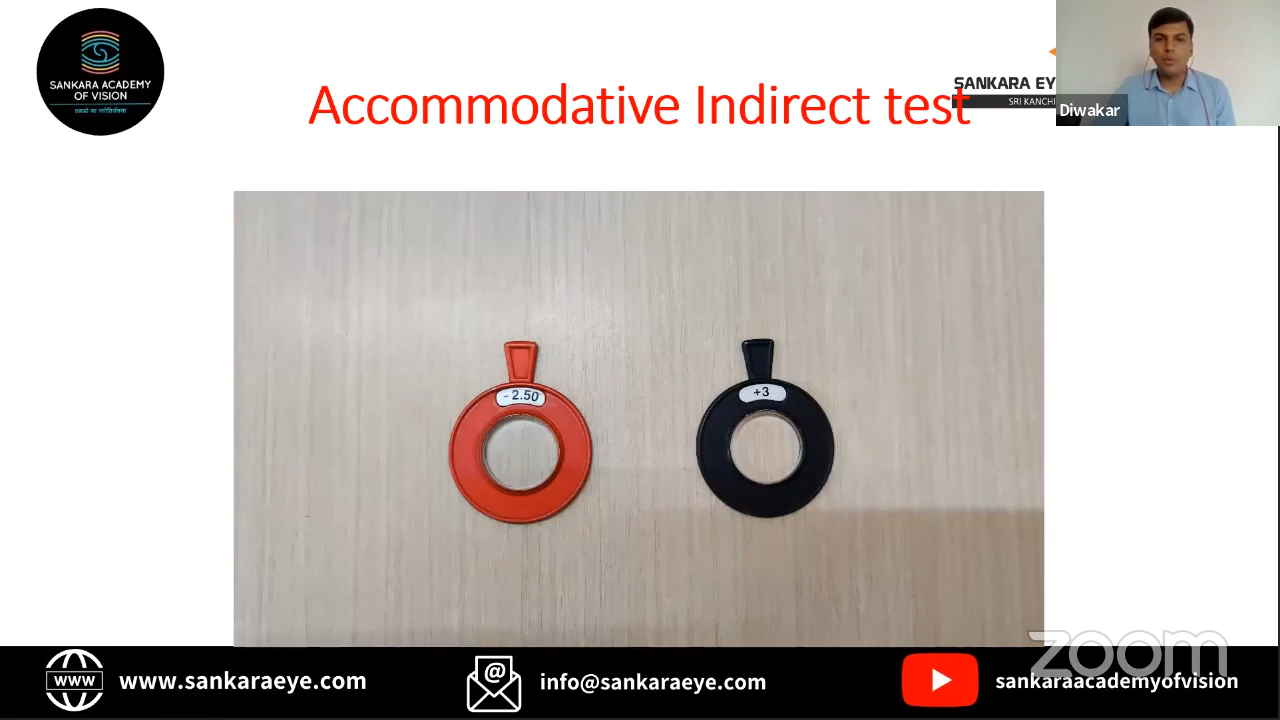 SANKARA ACADEMY
OF VISION
Accommodative Indirect test
SANKARA EY
SRI KANCHI
Diwakar
- 2.50
+3
zoom
www
www.sankaraeye.com
@
info@sankaraeye.com
sankaraacademyofvision